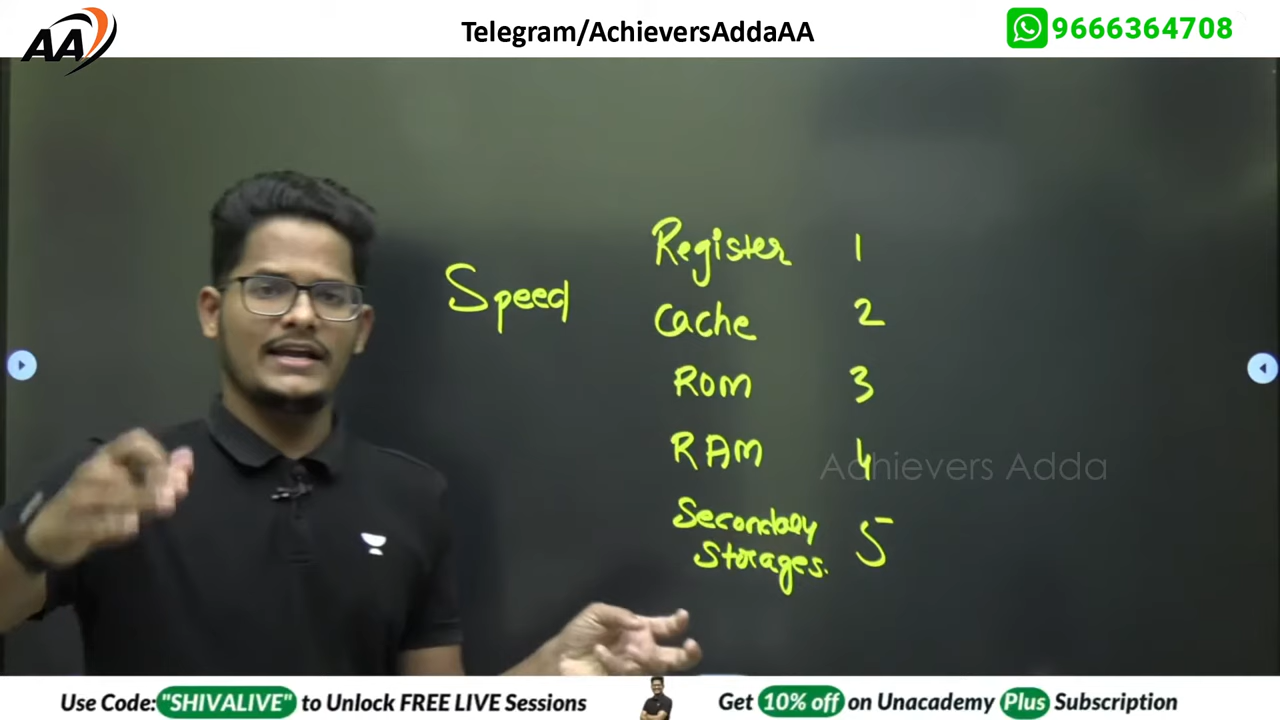 AA
Telegram/AchieversAddaAA
9666364708
Speed
Register 1
Cache 2
ROM 3
RAM 4
Achievers Adda
Secondary
Storages. 5
Use Code: "SHIVALIVE" to Unlock FREE LIVE Sessions
Get 10% off on Unacademy Plus Subscription